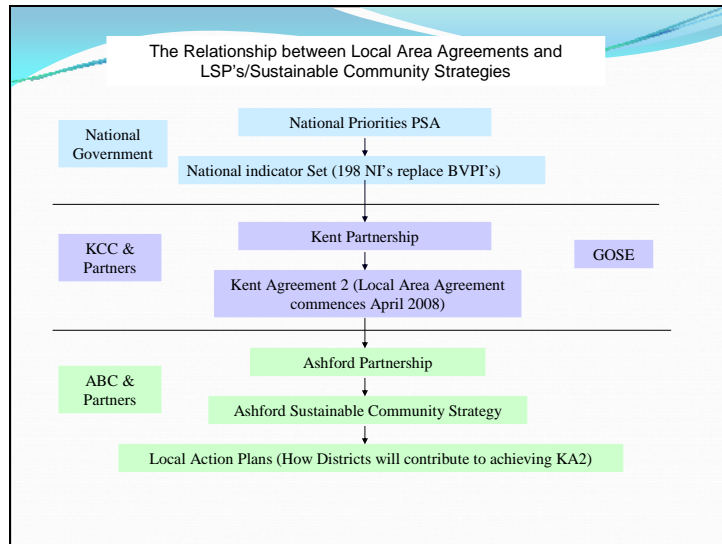 The Relationship between Local Area Agreements and
LSP's/Sustainable Community Strategies
National
Government
National Priorities PSA
National indicator Set (198 NI's replace BVPI's)
KCC &
Partners
Kent Partnership
GOSE
Kent Agreement 2 (Local Area Agreement
commences April 2008)
ABC &
Partners
Ashford Partnership
Ashford Sustainable Community Strategy
Local Action Plans (How Districts will contribute to achieving KA2)